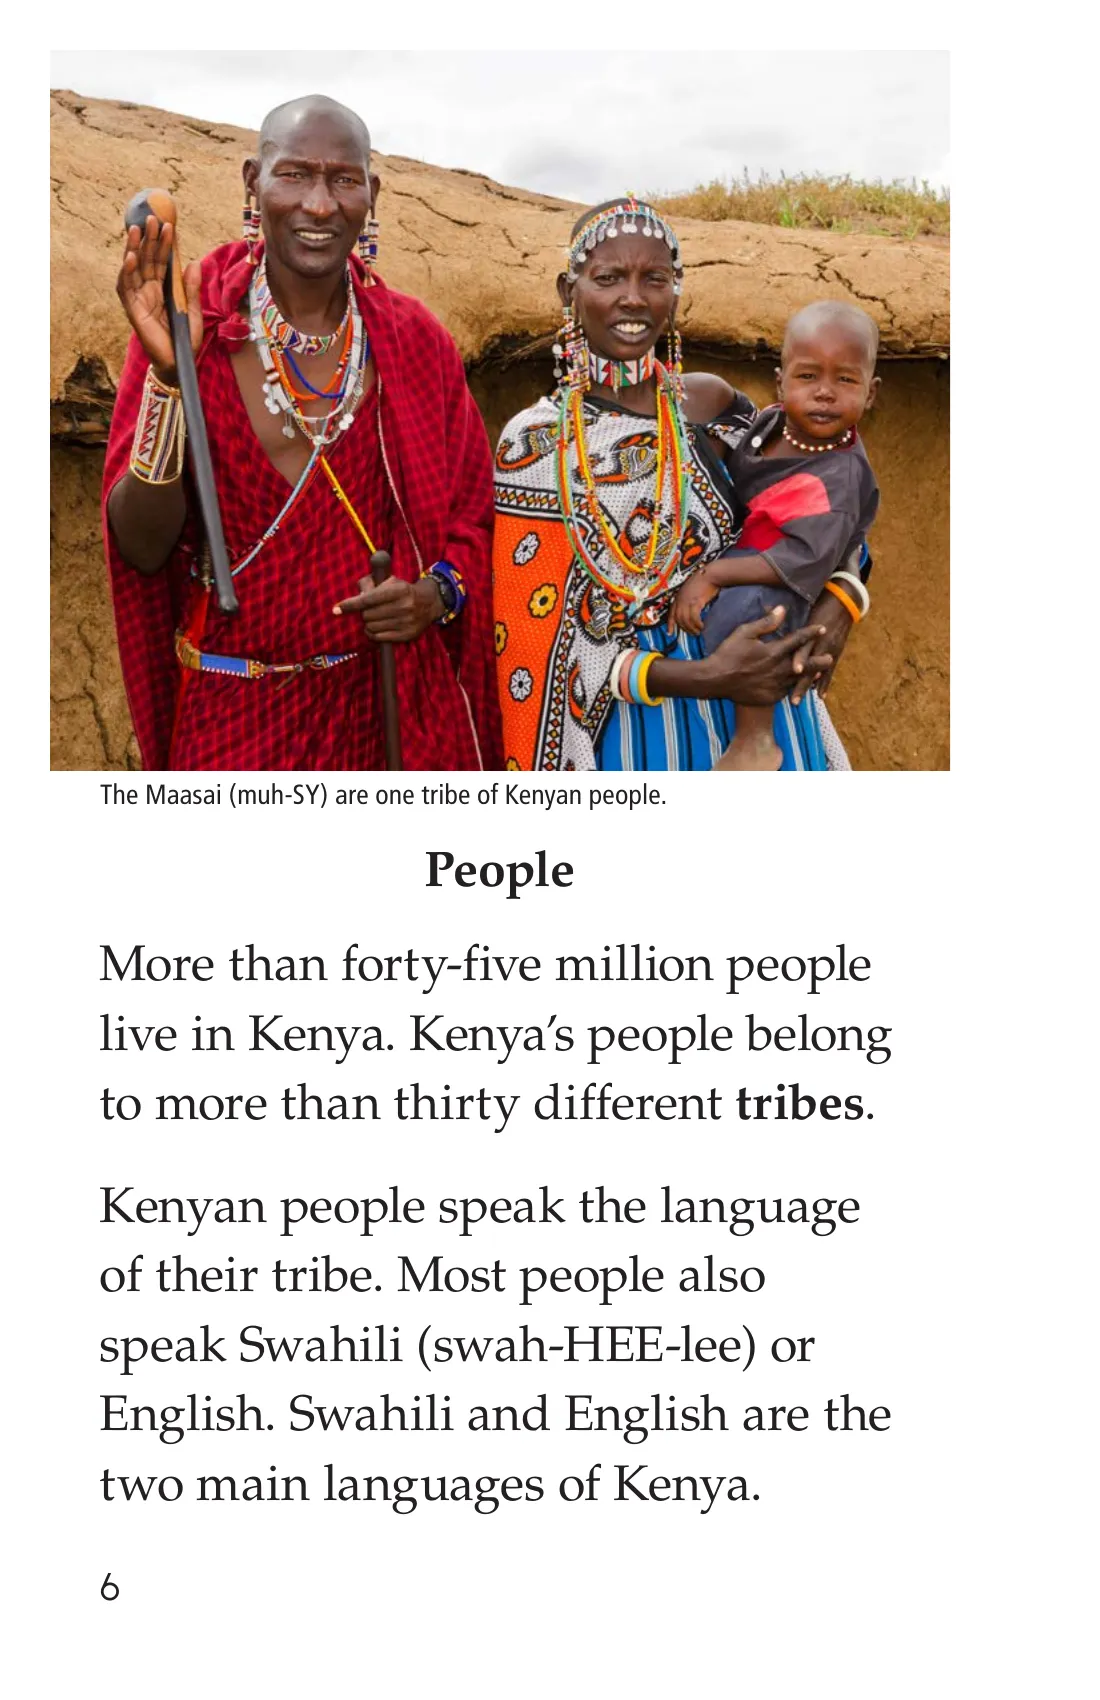 The Maasai (muh-SY) are one tribe of Kenyan people.
People
More than forty-five million people
live in Kenya. Kenya’s people belong
to more than thirty different tribes.
Kenyan people speak the language
of their tribe. Most people also
speak Swahili (swah-HEE-lee) or
English. Swahili and English are the
two main languages of Kenya.
6